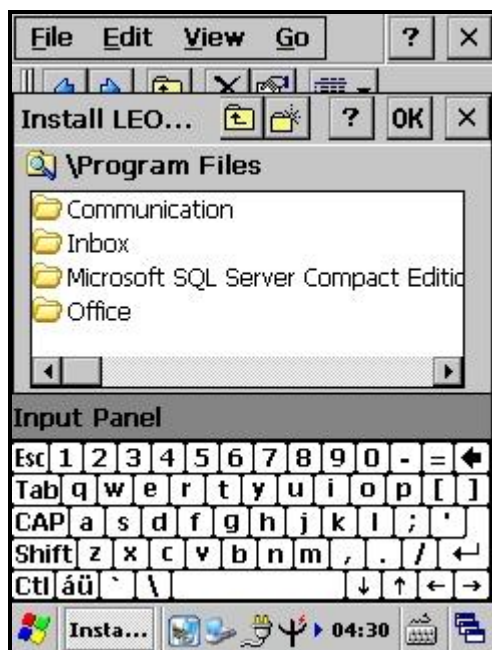 File Edit View Go ? ×
Install LEO... ? OK ×
\Program Files
Communication
Inbox
Microsoft SQL Server Compact Editic
Office
Input Panel
Esc 1 2 3 4 5 6 7 8 9 0 - =
Tab q w e r t y u i o p [ ]
CAP a s d f g h j k l ; '
Shift z x c v b n m , . /
Ctl áü ` \
Insta... 04:30